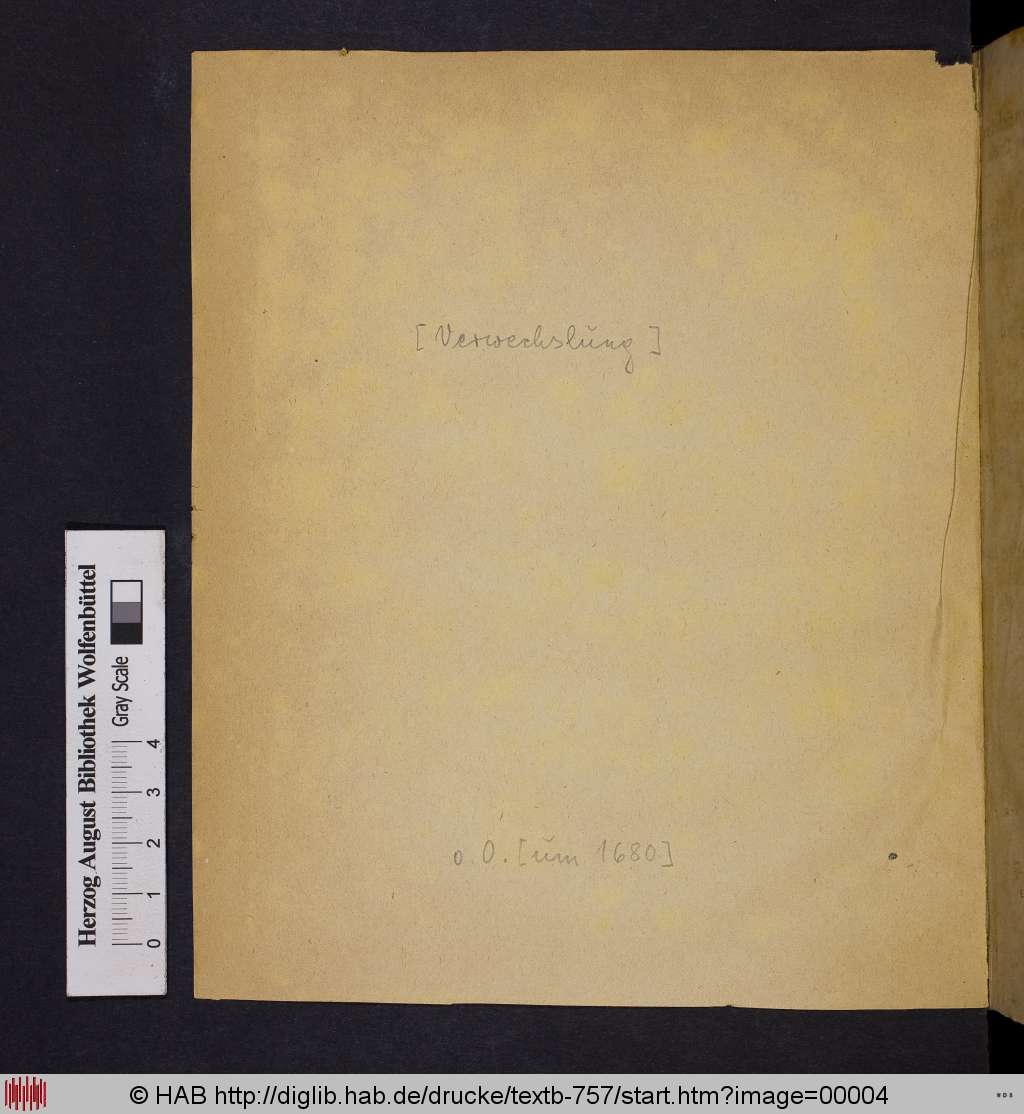 [Verwechslung]
o. O. [um 1680]
Herzog August Bibliothek Wolfenbüttel
Gray Scale
0 1 2 3 4
© HAB http://diglib.hab.de/drucke/textb-757/start.htm?image=00004